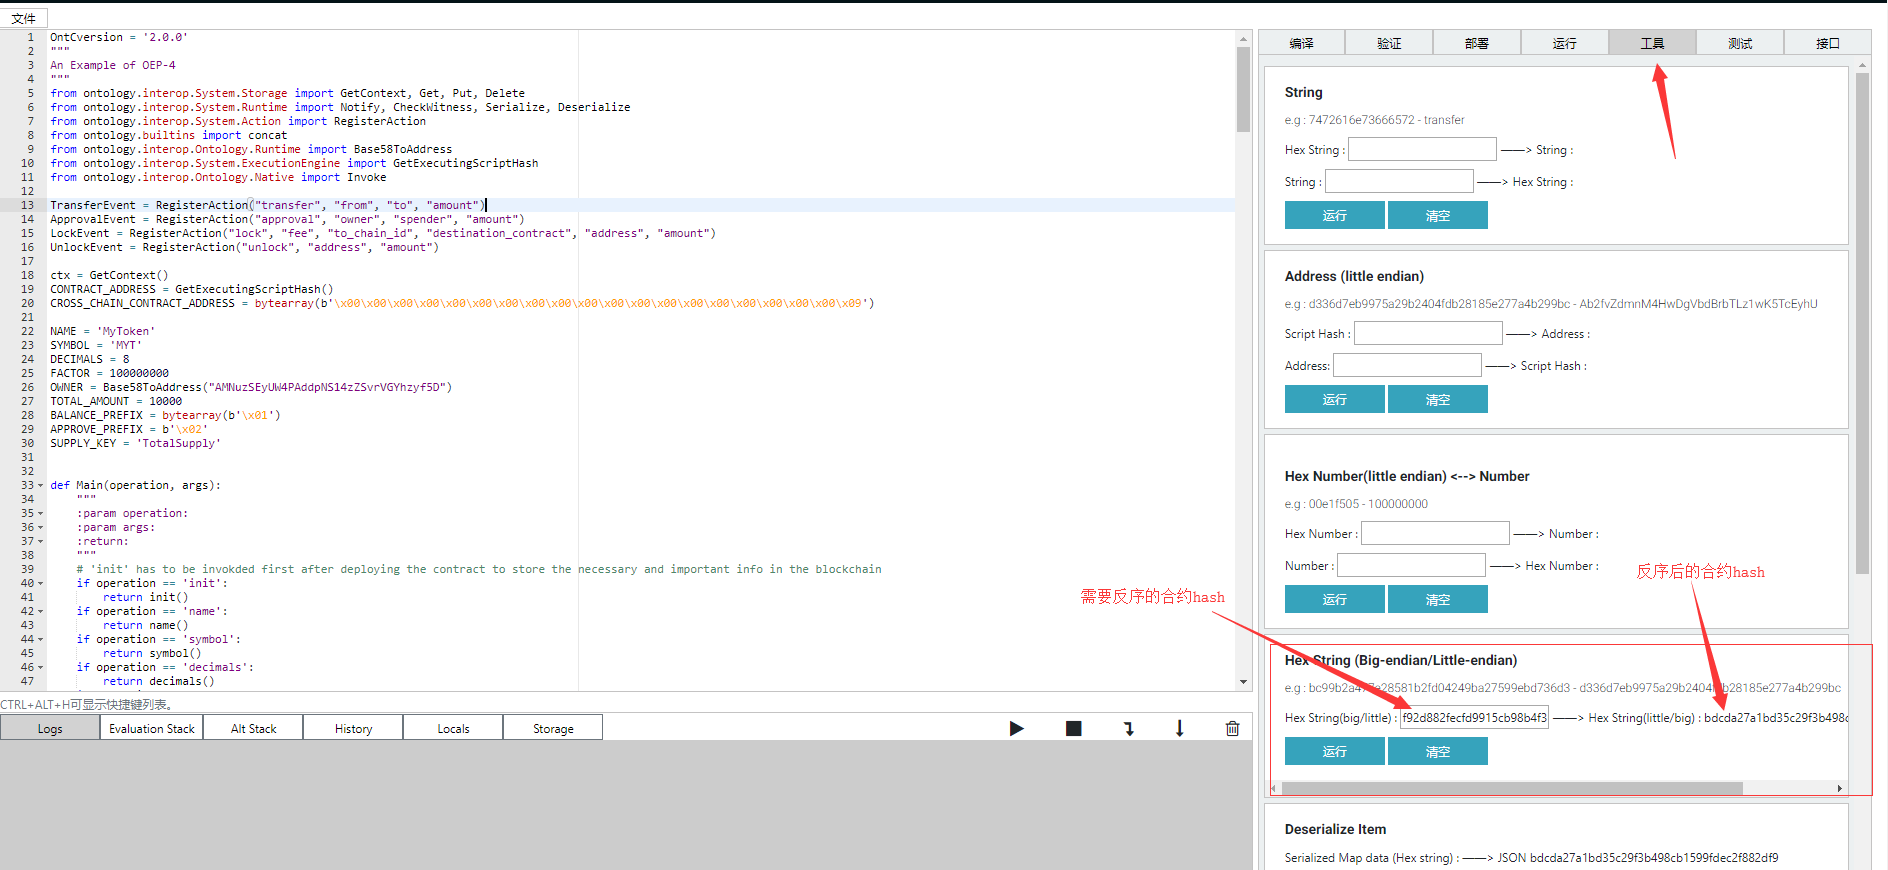 文件
1 OntCversion = '2.0.0'
2 """
3 An Example of OEP-4
4 """
5 from ontology.interop.System.Storage import GetContext, Get, Put, Delete
6 from ontology.interop.System.Runtime import Notify, CheckWitness, Serialize, Deserialize
7 from ontology.interop.System.Action import RegisterAction
8 from ontology.builtins import concat
9 from ontology.interop.Ontology.Runtime import Base58ToAddress
10 from ontology.interop.System.ExecutionEngine import GetExecutingScriptHash
11 from ontology.interop.Ontology.Native import Invoke
12
13 TransferEvent = RegisterAction("transfer", "from", "to", "amount")
14 ApprovalEvent = RegisterAction("approval", "owner", "spender", "amount")
15 LockEvent = RegisterAction("lock", "fee", "to_chain_id", "destination_contract", "address", "amount")
16 UnlockEvent = RegisterAction("unlock", "address", "amount")
17
18 ctx = GetContext()
19 CONTRACT_ADDRESS = GetExecutingScriptHash()
20 CROSS_CHAIN_CONTRACT_ADDRESS = bytearray(b'\x00\x00\x00\x00\x00\x00\x00\x00\x00\x00\x00\x00\x00\x00\x00\x00\x00\x00\x00\x09')
21
22 NAME = 'MyToken'
23 SYMBOL = 'MYT'
24 DECIMALS = 8
25 FACTOR = 100000000
26 OWNER = Base58ToAddress("AMNuzSEyUW4PAddpNS14zZSvrVGYhzyf5D")
27 TOTAL_AMOUNT = 10000
28 BALANCE_PREFIX = bytearray(b'\x01')
29 APPROVE_PREFIX = b'\x02'
30 SUPPLY_KEY = 'TotalSupply'
31
32
33 def Main(operation, args):
34 """
35 :param operation:
36 :param args:
37 :return:
38 """
39 # 'init' has to be invokded first after deploying the contract to store the necessary and important info in the blockchain
40 if operation == 'init':
41 return init()
42 if operation == 'name':
43 return name()
44 if operation == 'symbol':
45 return symbol()
46 if operation == 'decimals':
47 return decimals()
CTRL+ALT+H可显示快捷键列表。
Logs Evaluation Stack Alt Stack History Locals Storage
编译 验证 部署 运行 工具 测试 接口
String
e.g : 7472616e73666572 - transfer
Hex String : ——> String :
String : ——> Hex String :
运行 清空
Address (little endian)
e.g : d336d7eb9975a29b2404fdb28185e277a4b299bc - Ab2fvZdmnM4HwDgVbdBrbTLz1wK5TcEyhU
Script Hash : ——> Address :
Address: ——> Script Hash :
运行 清空
Hex Number(little endian) <--> Number
e.g : 00e1f505 - 100000000
Hex Number : ——> Number :
Number : ——> Hex Number :
运行 清空
需要反序的合约hash
反序后的合约hash
Hex String (Big-endian/Little-endian)
e.g : - 
Hex String(big/little) : f92d882fecfd9915cb98b4f3 ——> Hex String(little/big) : bdcda27a1bd35c29f3b498c
运行 清空
Deserialize Item
Serialized Map data (Hex string) : ——> JSON bdcda27a1bd35c29f3b498cb1599fdec2f882df9